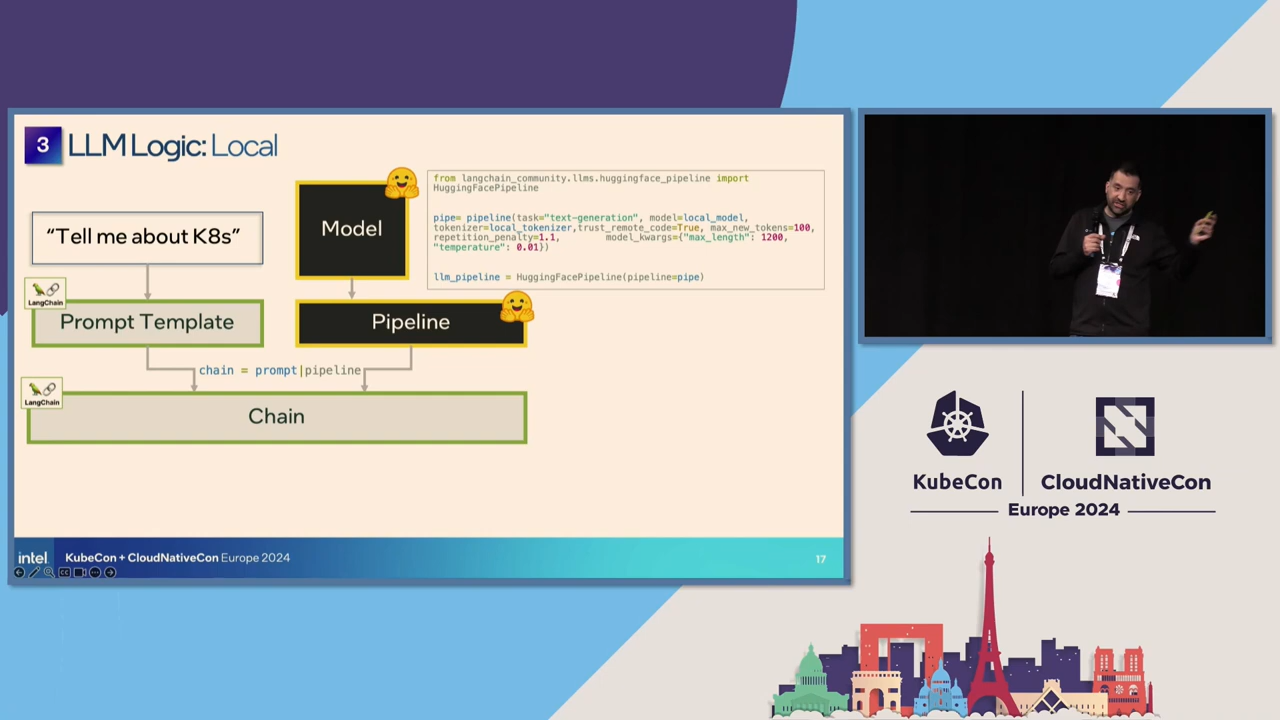 3 LLM Logic: Local
"Tell me about K8s"
Model
from langchain_community.llms.huggingface_pipeline import
HuggingFacePipeline
pipe= pipeline(task="text-generation", model=local_model,
tokenizer=local_tokenizer,trust_remote_code=True, max_new_tokens=100,
repetition_penalty=1.1, model_kwargs={"max_length": 1200,
"temperature": 0.01})
llm_pipeline = HuggingFacePipeline(pipeline=pipe)
LangChain
Prompt Template
Pipeline
chain = prompt|pipeline
LangChain
Chain
intel. KubeCon + CloudNativeCon Europe 2024
17
KubeCon
CloudNativeCon
Europe 2024